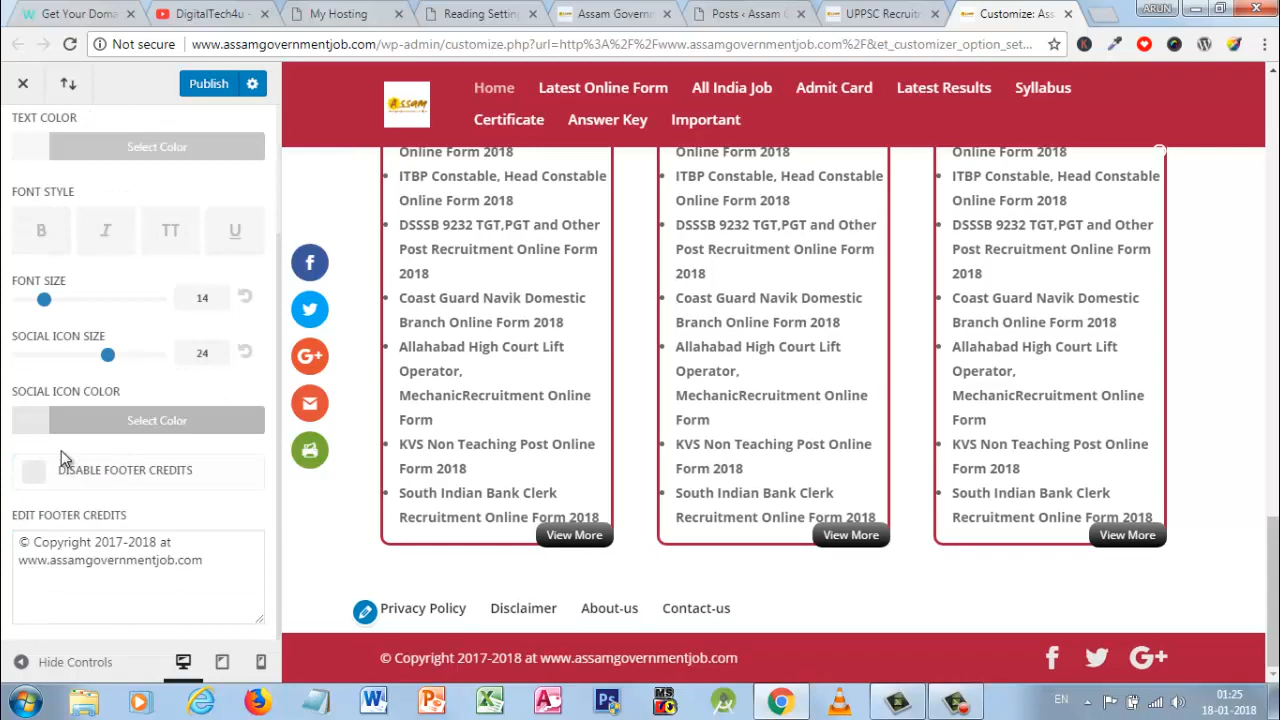 Get Your Doma
DigitalTech4u -
My Hosting
Reading Setting
Assam Governm
Posts ‹ Assam G
UPPSC Recruitm
Customize: Assa
ARUN
Not secure
www.assamgovernmentjob.com/wp-admin/customize.php?url=http%3A%2F%2Fwww.assamgovernmentjob.com%2F&et_customizer_option_set...
Publish
TEXT COLOR
Select Color
FONT STYLE
B I TT U
FONT SIZE
14
SOCIAL ICON SIZE
24
SOCIAL ICON COLOR
Select Color
DISABLE FOOTER CREDITS
EDIT FOOTER CREDITS
© Copyright 2017-2018 at
www.assamgovernmentjob.com
Hide Controls
Home Latest Online Form All India Job Admit Card Latest Results Syllabus
Certificate Answer Key Important
Online Form 2018
ITBP Constable, Head Constable
Online Form 2018
DSSSB 9232 TGT,PGT and Other
Post Recruitment Online Form
2018
Coast Guard Navik Domestic
Branch Online Form 2018
Allahabad High Court Lift
Operator,
MechanicRecruitment Online
Form
KVS Non Teaching Post Online
Form 2018
South Indian Bank Clerk
Recruitment Online Form 2018
View More
Online Form 2018
ITBP Constable, Head Constable
Online Form 2018
DSSSB 9232 TGT,PGT and Other
Post Recruitment Online Form
2018
Coast Guard Navik Domestic
Branch Online Form 2018
Allahabad High Court Lift
Operator,
MechanicRecruitment Online
Form
KVS Non Teaching Post Online
Form 2018
South Indian Bank Clerk
Recruitment Online Form 2018
View More
Online Form 2018
ITBP Constable, Head Constable
Online Form 2018
DSSSB 9232 TGT,PGT and Other
Post Recruitment Online Form
2018
Coast Guard Navik Domestic
Branch Online Form 2018
Allahabad High Court Lift
Operator,
MechanicRecruitment Online
Form
KVS Non Teaching Post Online
Form 2018
South Indian Bank Clerk
Recruitment Online Form 2018
View More
Privacy Policy Disclaimer About-us Contact-us
© Copyright 2017-2018 at www.assamgovernmentjob.com
EN
01:25
18-01-2018